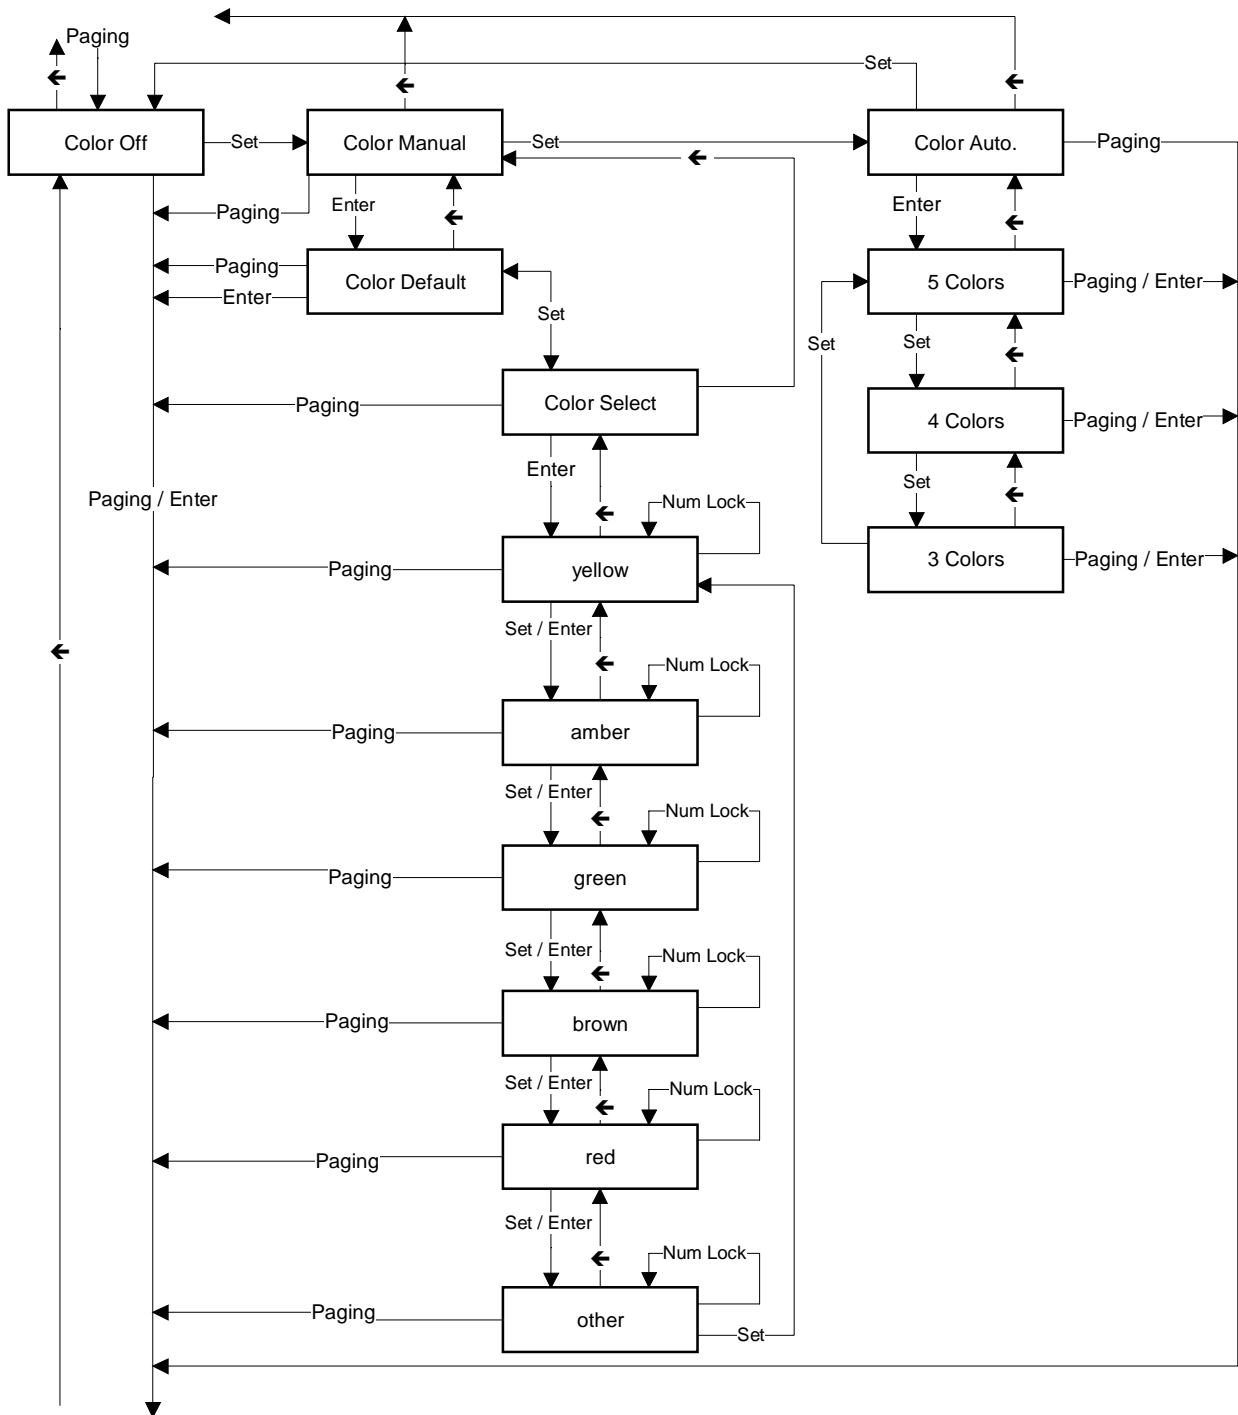 Paging
🡸
🡸
🡸
Set
Color Off
Set
Color Manual
Set
Color Auto.
Paging
🡸
Paging
Enter
🡸
Enter
🡸
Paging
Enter
Color Default
5 Colors
Paging / Enter
Set
Set
Set
🡸
Paging
Color Select
4 Colors
Paging / Enter
Enter
🡸
Set
🡸
Paging / Enter
Num Lock
Paging
yellow
3 Colors
Paging / Enter
Set / Enter
🡸
🡸
Num Lock
Paging
amber
Set / Enter
🡸
Num Lock
Paging
green
Set / Enter
🡸
Num Lock
Paging
brown
Set / Enter
🡸
Num Lock
Paging
red
Set / Enter
🡸
Num Lock
Paging
other
Set